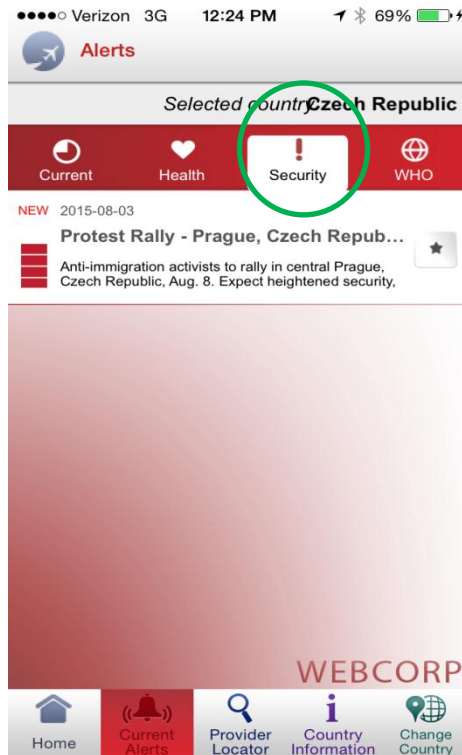 Verizon 3G 12:24 PM 69%
Alerts
Selected country Czech Republic
Current Health Security WHO
NEW 2015-08-03
Protest Rally - Prague, Czech Repub...
Anti-immigration activists to rally in central Prague,
Czech Republic, Aug. 8. Expect heightened security,
WEBCORP
Home Current Alerts Provider Locator Country Information Change Country